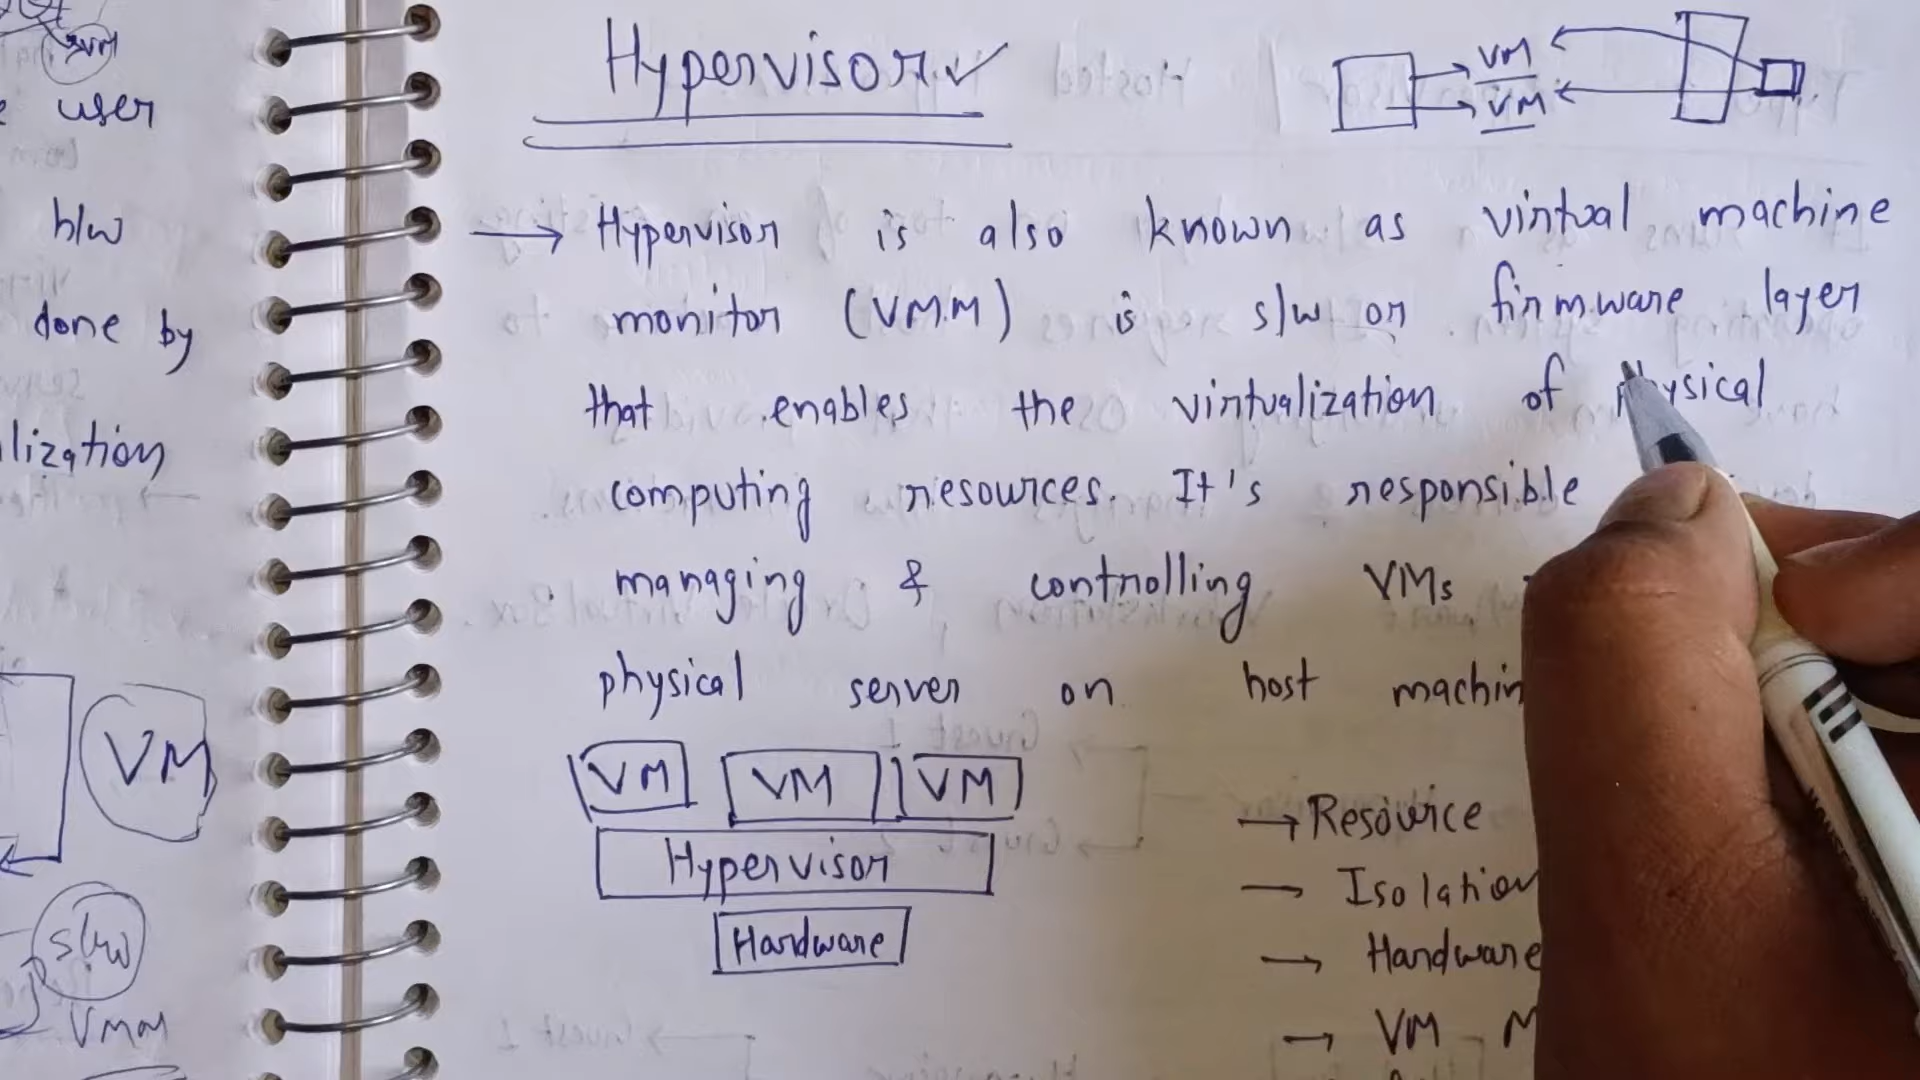 VM
user
b/w
done by
lization
VM
s/w
VMM
Hypervisor
VM
VM
→ Hypervisor is also known as virtual machine
monitor (VMM) is s/w or firmware layer
that enables the virtualization of physical
computing resources. It's responsible
managing & controlling VMs
physical server on host machin
VM VM VM
Hypervisor
Hardware
→ Resource
— Isolation
→ Hardware
→ VM M